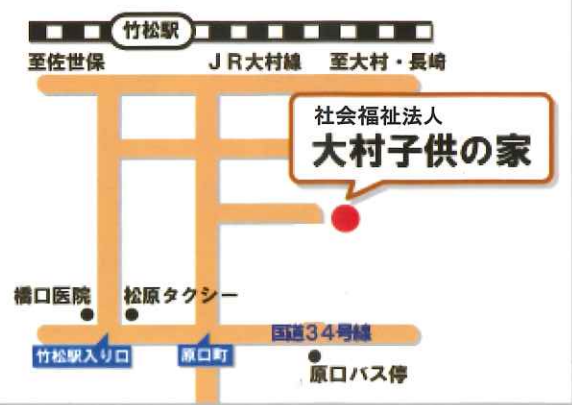 竹松駅
至佐世保
JR大村線
至大村・長崎
社会福祉法人
大村子供の家
橋口医院
松原タクシー
国道34号線
竹松駅入り口
原口町
原口バス停